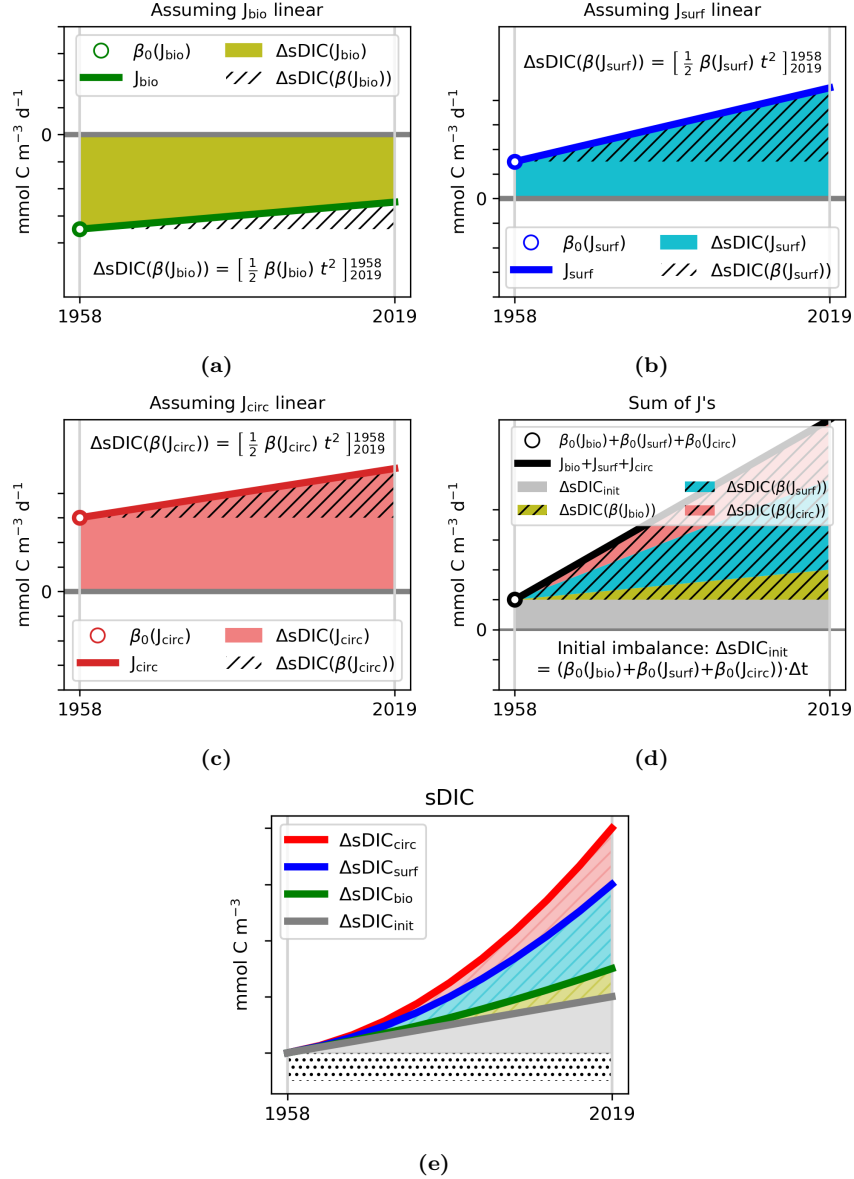 Assuming J_bio linear
β₀(J_bio)
J_bio
ΔsDIC(J_bio)
ΔsDIC(β(J_bio))
0
mmol C m⁻³ d⁻¹
ΔsDIC(β(J_bio)) = [ ½ β(J_bio) t² ]¹⁹⁵⁸₂₀₁₉
1958 2019
(a)
Assuming J_surf linear
ΔsDIC(β(J_surf)) = [ ½ β(J_surf) t² ]¹⁹⁵⁸₂₀₁₉
mmol C m⁻³ d⁻¹
0
β₀(J_surf)
J_surf
ΔsDIC(J_surf)
ΔsDIC(β(J_surf))
1958 2019
(b)
Assuming J_circ linear
ΔsDIC(β(J_circ)) = [ ½ β(J_circ) t² ]¹⁹⁵⁸₂₀₁₉
mmol C m⁻³ d⁻¹
0
β₀(J_circ)
J_circ
ΔsDIC(J_circ)
ΔsDIC(β(J_circ))
1958 2019
(c)
Sum of J's
β₀(J_bio)+β₀(J_surf)+β₀(J_circ)
J_bio+J_surf+J_circ
ΔsDIC_init
ΔsDIC(β(J_bio))
ΔsDIC(β(J_surf))
ΔsDIC(β(J_circ))
mmol C m⁻³ d⁻¹
0
Initial imbalance: ΔsDIC_init
= (β₀(J_bio)+β₀(J_surf)+β₀(J_circ))·Δt
1958 2019
(d)
sDIC
ΔsDIC_circ
ΔsDIC_surf
ΔsDIC_bio
ΔsDIC_init
mmol C m⁻³
1958 2019
(e)